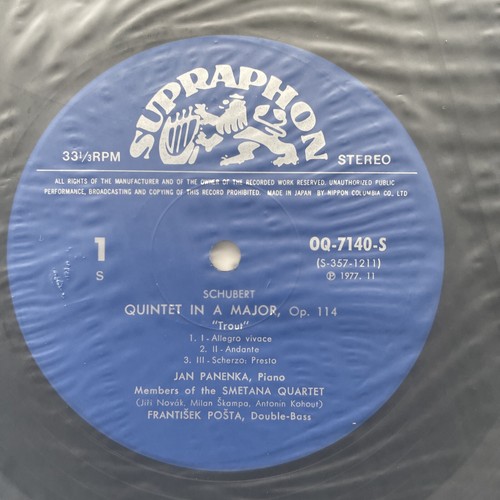 SUPRAPHON
33 1/3 RPM
STEREO
ALL RIGHTS OF THE MANUFACTURER AND OF THE OWNER OF THE RECORDED WORK RESERVED. UNAUTHORIZED PUBLIC
PERFORMANCE, BROADCASTING AND COPYING OF THIS RECORD PROHIBITED. MADE IN JAPAN BY NIPPON COLUMBIA CO., LTD
1
S
OQ-7140-S
(S-357-1211)
Ⓟ 1977. 11
SCHUBERT
QUINTET IN A MAJOR, Op. 114
"Trout"
1. I - Allegro vivace
2. II - Andante
3. III - Scherzo: Presto
JAN PANENKA, Piano
Members of the SMETANA QUARTET
(Jiří Novák, Milan Škampa, Antonín Kohout)
FRANTIŠEK POŠTA, Double-Bass